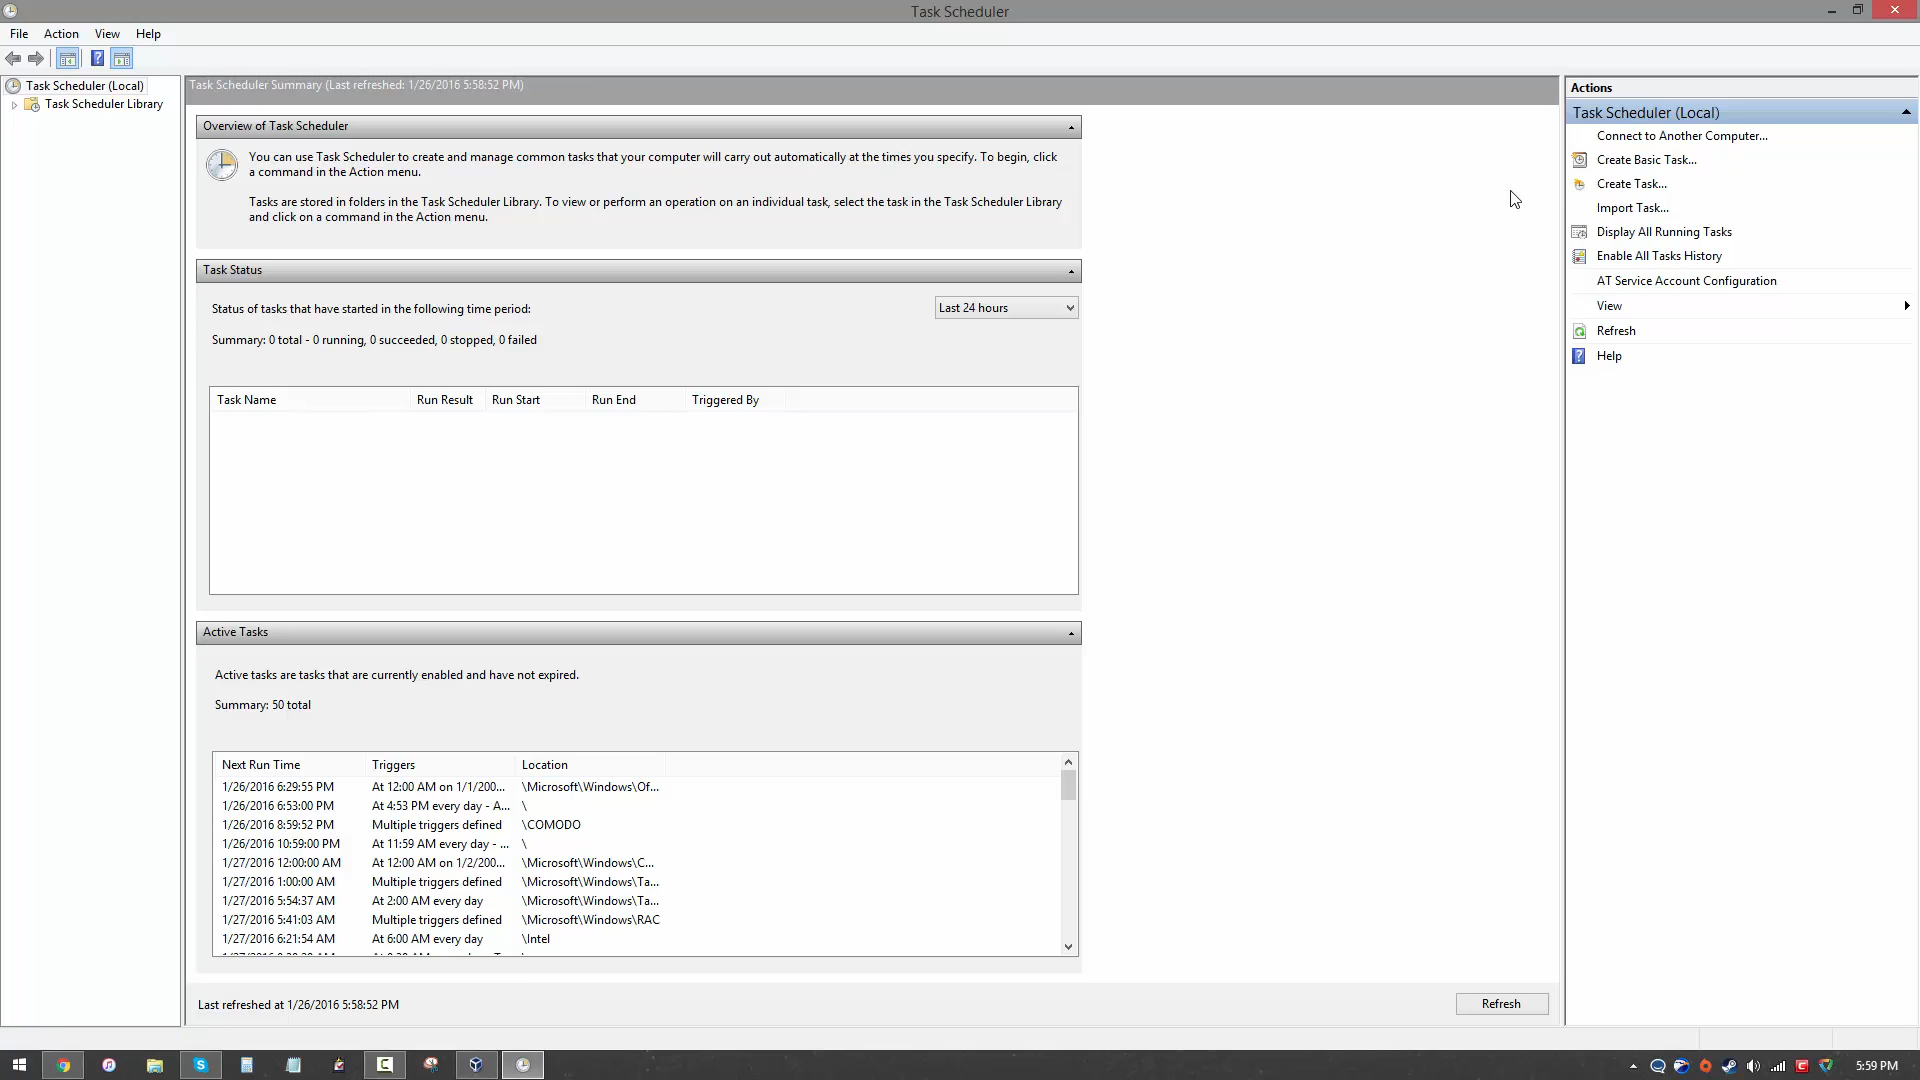 Task Scheduler
File Action View Help
Task Scheduler (Local)
Task Scheduler Library
Task Scheduler Summary (Last refreshed: 1/26/2016 5:58:52 PM)
Overview of Task Scheduler
You can use Task Scheduler to create and manage common tasks that your computer will carry out automatically at the times you specify. To begin, click
a command in the Action menu.
Tasks are stored in folders in the Task Scheduler Library. To view or perform an operation on an individual task, select the task in the Task Scheduler Library
and click on a command in the Action menu.
Task Status
Status of tasks that have started in the following time period:
Last 24 hours
Summary: 0 total - 0 running, 0 succeeded, 0 stopped, 0 failed
Task Name Run Result Run Start Run End Triggered By
Active Tasks
Active tasks are tasks that are currently enabled and have not expired.
Summary: 50 total
Next Run Time Triggers Location
1/26/2016 6:29:55 PM At 12:00 AM on 1/1/200... \Microsoft\Windows\Of...
1/26/2016 6:53:00 PM At 4:53 PM every day - A... \
1/26/2016 8:59:52 PM Multiple triggers defined \COMODO
1/26/2016 10:59:00 PM At 11:59 AM every day - ... \
1/27/2016 12:00:00 AM At 12:00 AM on 1/2/200... \Microsoft\Windows\C...
1/27/2016 1:00:00 AM Multiple triggers defined \Microsoft\Windows\Ta...
1/27/2016 5:54:37 AM At 2:00 AM every day \Microsoft\Windows\Ta...
1/27/2016 5:41:03 AM Multiple triggers defined \Microsoft\Windows\RAC
1/27/2016 6:21:54 AM At 6:00 AM every day \Intel
Last refreshed at 1/26/2016 5:58:52 PM
Refresh
Actions
Task Scheduler (Local)
Connect to Another Computer...
Create Basic Task...
Create Task...
Import Task...
Display All Running Tasks
Enable All Tasks History
AT Service Account Configuration
View
Refresh
Help
5:59 PM